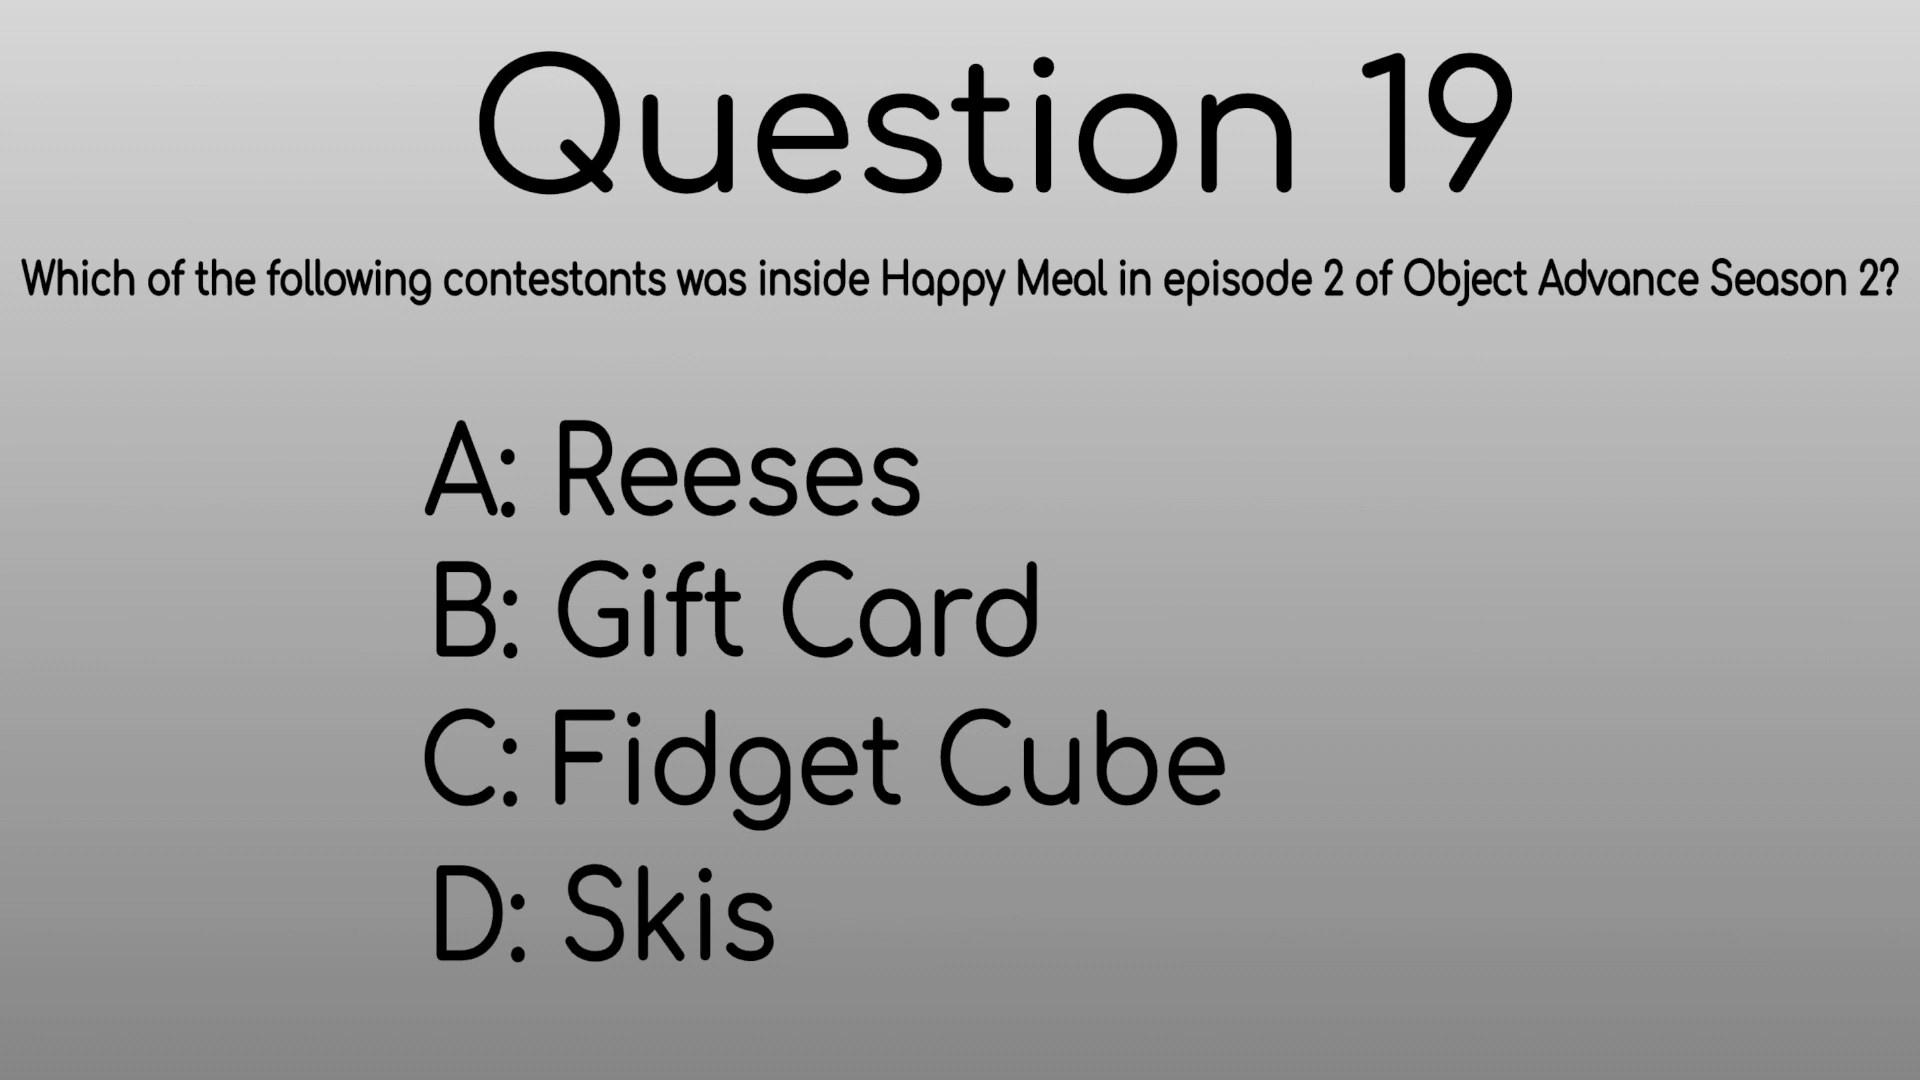 Question 19
Which of the following contestants was inside Happy Meal in episode 2 of Object Advance Season 2?
A: Reeses
B: Gift Card
C: Fidget Cube
D: Skis